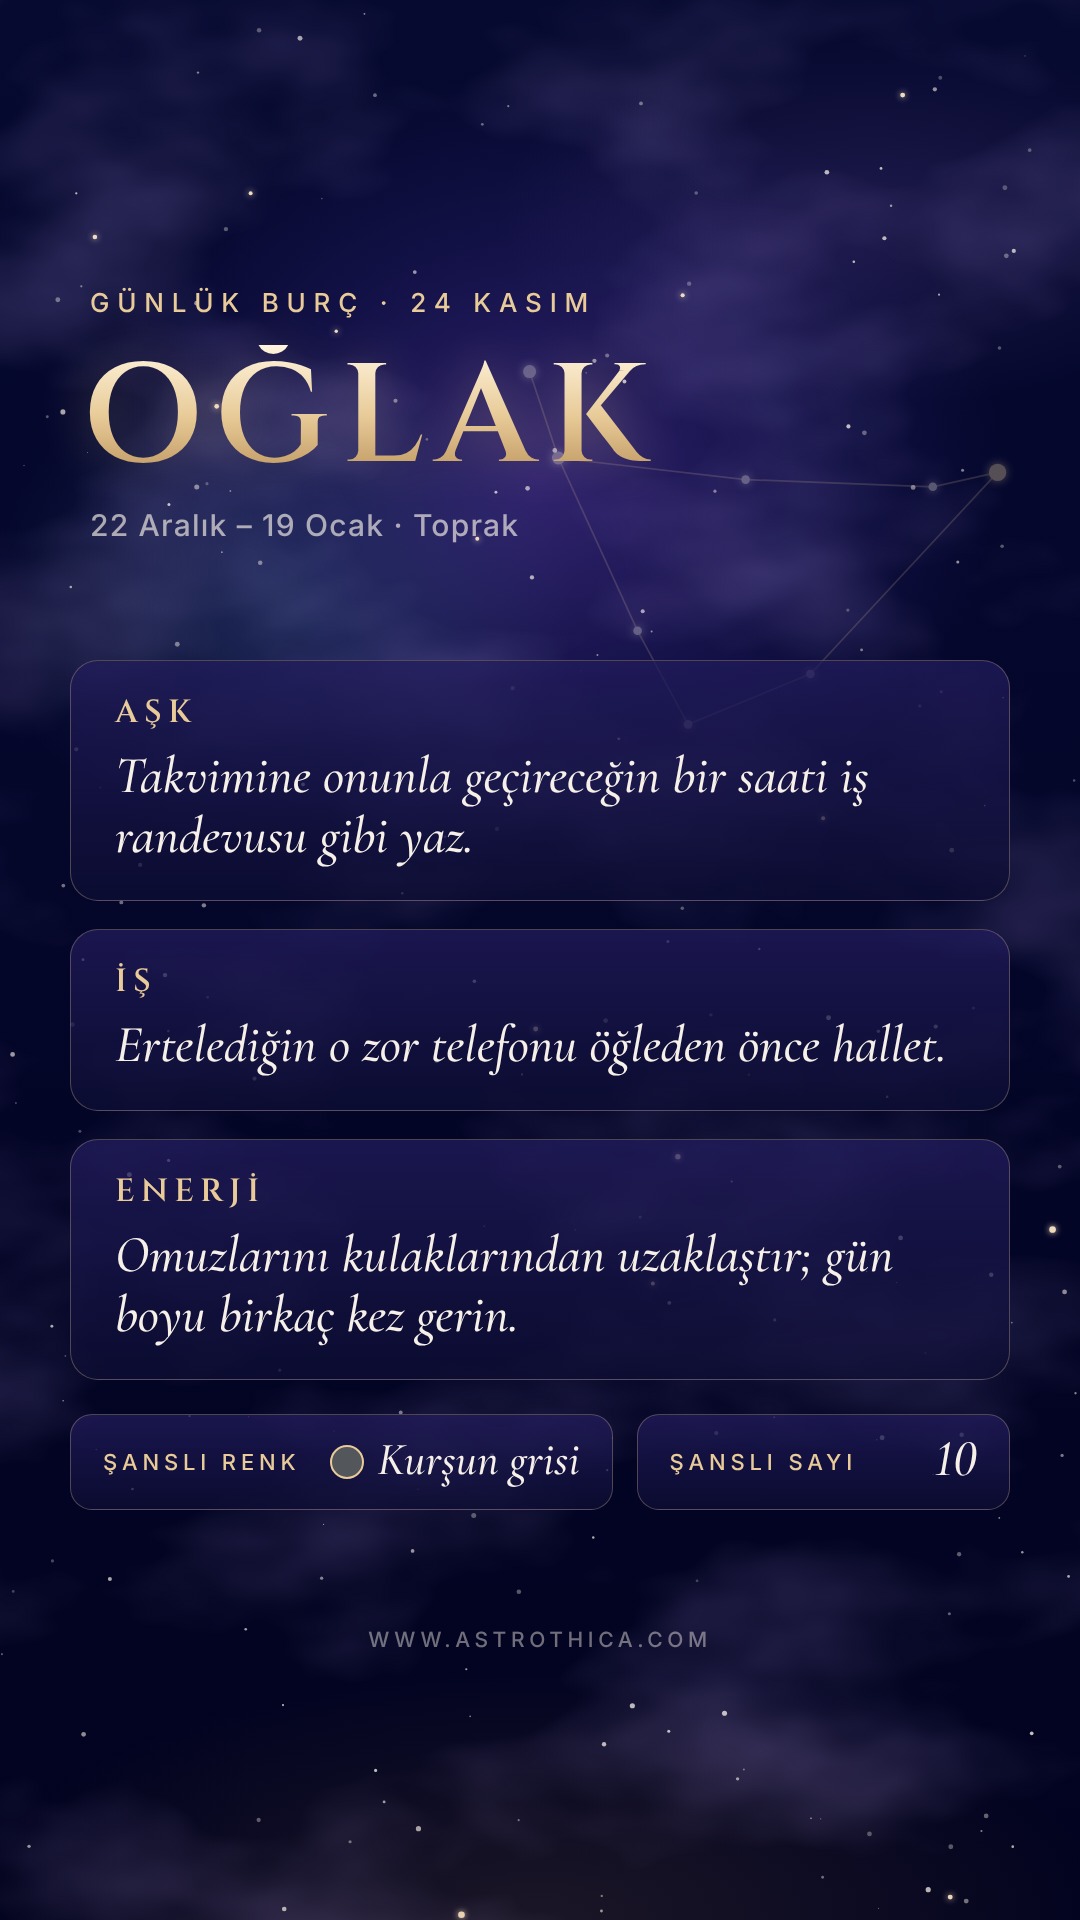 GÜNLÜK BURÇ · 24 KASIM
OĞLAK
22 Aralık – 19 Ocak · Toprak
AŞK
Takvimine onunla geçireceğin bir saati iş
randevusu gibi yaz.
İŞ
Ertelediğin o zor telefonu öğleden önce hallet.
ENERJİ
Omuzlarını kulaklarından uzaklaştır; gün
boyu birkaç kez gerin.
ŞANSLI RENK Kurşun grisi
ŞANSLI SAYI 10
WWW.ASTROTHICA.COM